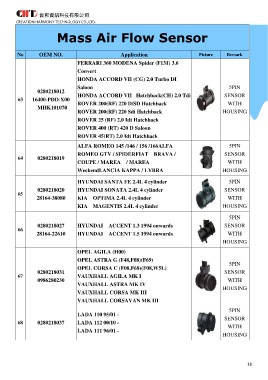 CHT 創和資訊科技有限公司
CREATION HARMONY TECHNOLOGY CO., LTD.
Mass Air Flow Sensor
No OEM NO. Application Picture Remark
63
0280218012
16400-PDO-X00
MHK101070
FERRARI 360 MODENA Spider (F131) 3.6
Convert
HONDA ACCORD VII (CG) 2.0 Turbo DI
Saloon
HONDA ACCORD VII Hatchback(CH) 2.0 Tdi
ROVER 200(RF) 220 D/SD Hatchback
ROVER 200(RF) 220 Sdi Hatchback
ROVER 25 (RF) 2.0 Idt Hatchback
ROVER 400 (RT) 420 D Saloon
ROVER 45(RT) 2.0 Idt Hatchback
5PIN
SENSOR
WITH
HOUSING
64
0280218019
ALFA ROMEO 145 /146 / 156 /166ALFA
ROMEO GTV / SPIDERFIAT BRAVA /
COUPE / MAREA / MAREA
WeekendLANCIA KAPPA / LYBRA
5PIN
SENSOR
WITH
HOUSING
65
0280218020
28164-38080
HYUNDAI SANTA FE 2.4L 4 cylinder
HYUNDAI SONATA 2.4L 4 cylinder
KIA OPTIMA 2.4L 4 cylinder
KIA MAGENTIS 2.4L 4 cylinder
5PIN
SENSOR
WITH
HOUSING
66
0280218027
28164-22610
HYUNDAI ACCENT 1.3 1994 onwards
HYUNDAI ACCENT 1.5 1994 onwards
5PIN
SENSOR
WITH
HOUSING
67
0280218031
0986280230
OPEL AGILA (H00)
OPEL ASTRA G (F48,F08)(F69)
OPEL CORSA C (F08,F68)(F08,W5L)
VAUXHALL AGILA MK I
VAUXHALL ASTRA MK IV
VAUXHALL CORSA MK III
VAUXHALL CORSAVAN MK III
5PIN
SENSOR
WITH
HOUSING
68
0280218037
LADA 110 95/01 -
LADA 112 00/10 -
LADA 111 96/01 -
5PIN
SENSOR
WITH
HOUSING